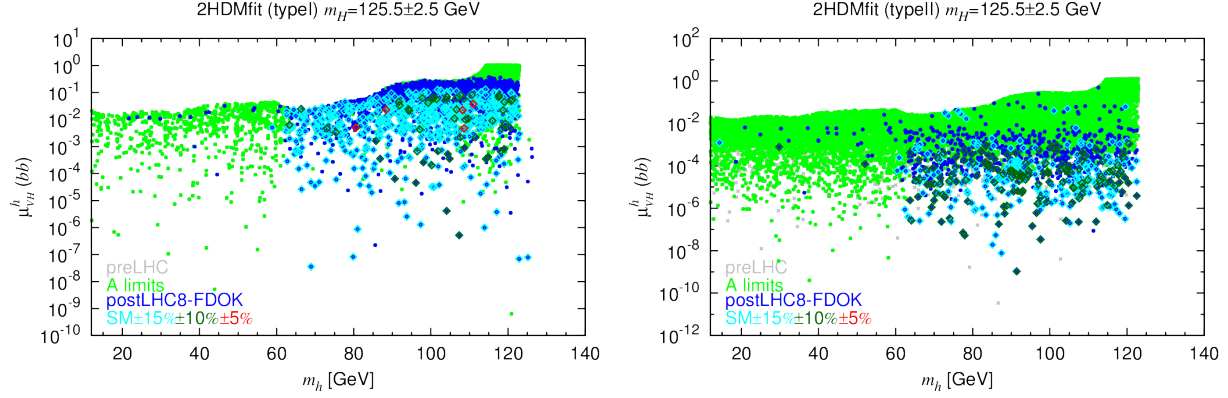 2HDMfit (typeI) m_H=125.5±2.5 GeV
10^1
10^0
10^-1
10^-2
10^-3
10^-4
10^-5
10^-6
10^-7
10^-8
10^-9
10^-10
μ^h_VH (bb)
preLHC
A limits
postLHC8-FDOK
SM±15%±10%±5%
20 40 60 80 100 120 140
m_h [GeV]
2HDMfit (typeII) m_H=125.5±2.5 GeV
10^2
10^0
10^-2
10^-4
10^-6
10^-8
10^-10
10^-12
μ^h_VH (bb)
preLHC
A limits
postLHC8-FDOK
SM±15%±10%±5%
20 40 60 80 100 120 140
m_h [GeV]